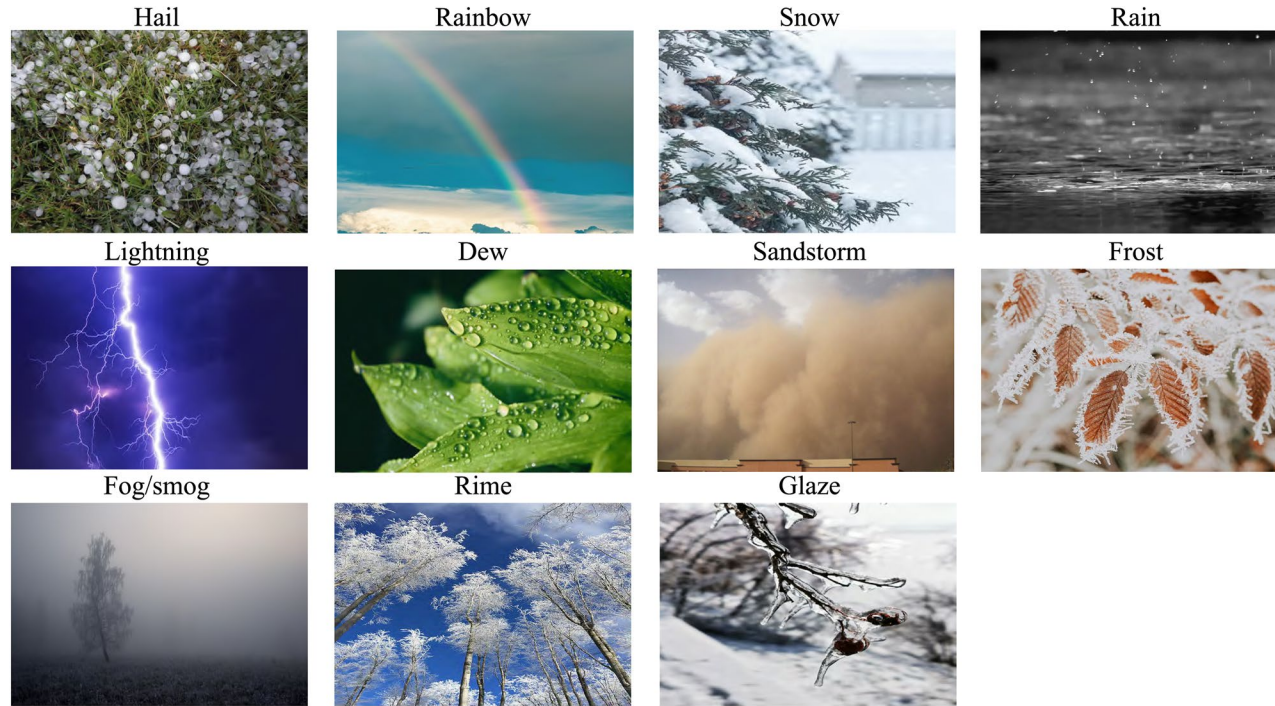 Hail
Rainbow
Snow
Rain
Lightning
Dew
Sandstorm
Frost
Fog/smog
Rime
Glaze